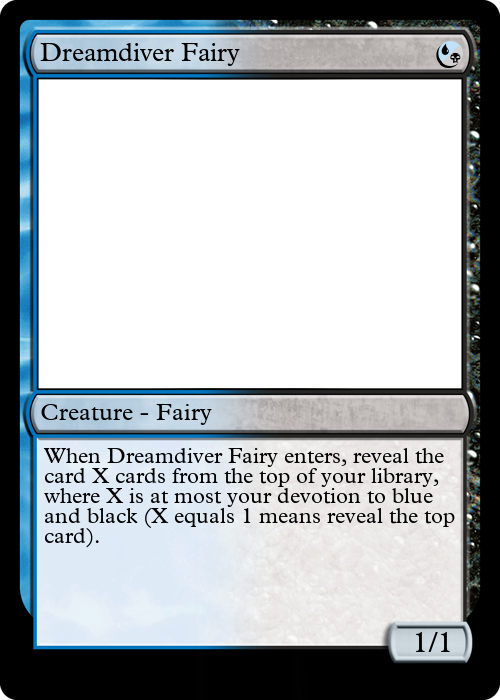 Dreamdiver Fairy
Creature - Fairy
When Dreamdiver Fairy enters, reveal the
card X cards from the top of your library,
where X is at most your devotion to blue
and black (X equals 1 means reveal the top
card).
1/1